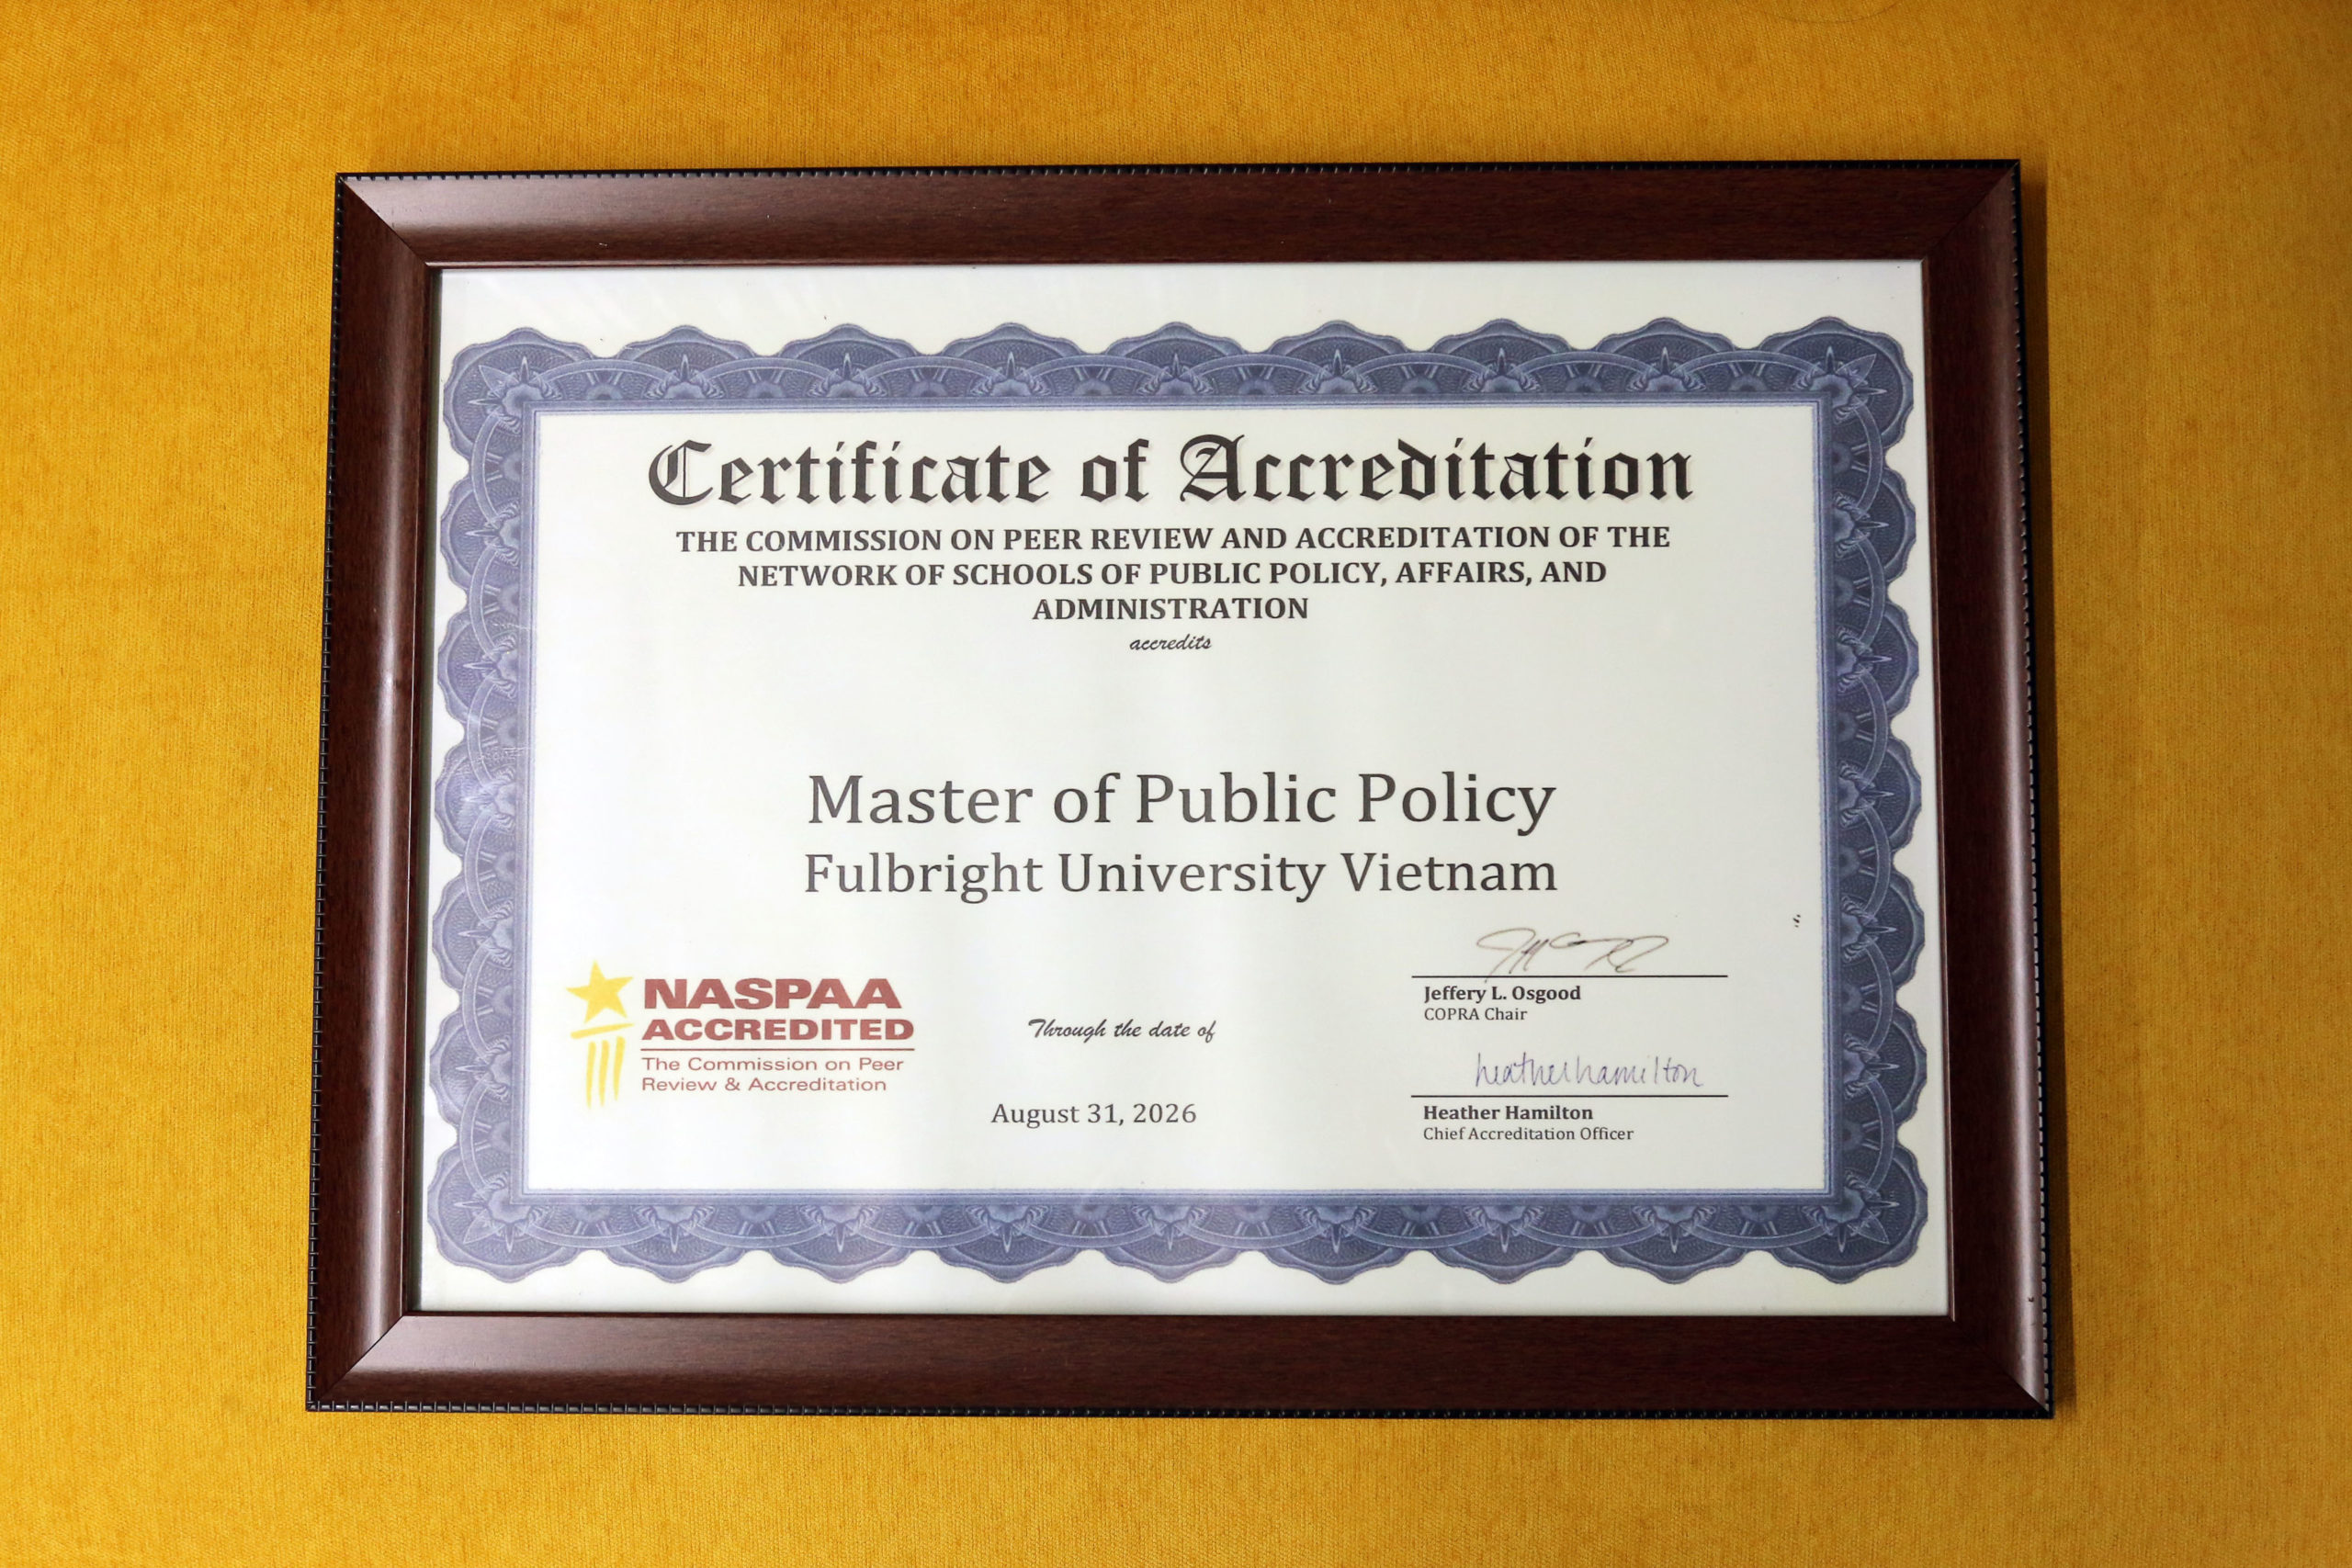 Certificate of Accreditation
THE COMMISSION ON PEER REVIEW AND ACCREDITATION OF THE
NETWORK OF SCHOOLS OF PUBLIC POLICY, AFFAIRS, AND
ADMINISTRATION
accredits
Master of Public Policy
Fulbright University Vietnam
NASPAA
ACCREDITED
The Commission on Peer
Review & Accreditation
Through the date of
August 31, 2026
Jeffery L. Osgood
COPRA Chair
heatherhamilton
Heather Hamilton
Chief Accreditation Officer